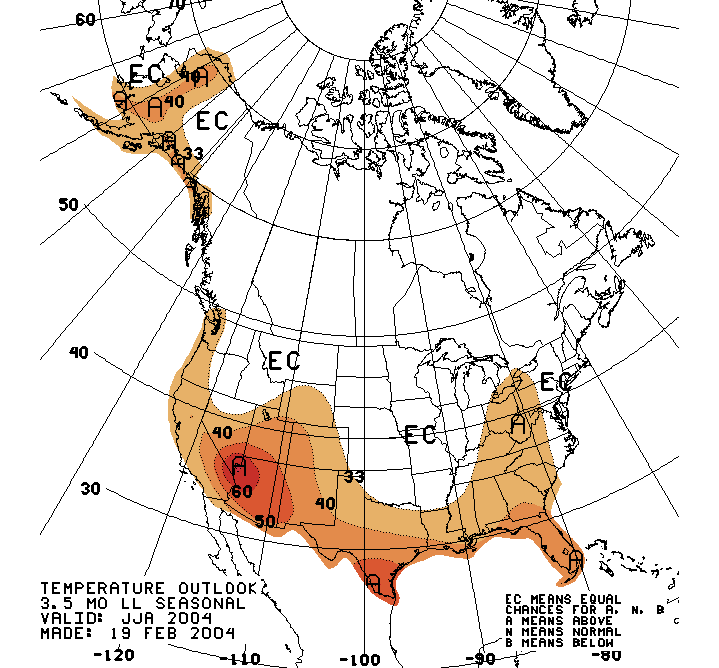 70
60
EC
40
A
A
A
40
EC
A
33
A
50
40
EC
EC
40
A
EC
A
33
60
40
50
30
A
A
TEMPERATURE OUTLOOK
3.5 MO LL SEASONAL
VALID: JJA 2004
MADE: 19 FEB 2004
EC MEANS EQUAL
CHANCES FOR A, N, B
A MEANS ABOVE
N MEANS NORMAL
B MEANS BELOW
-120
-110
-100
-90
-80